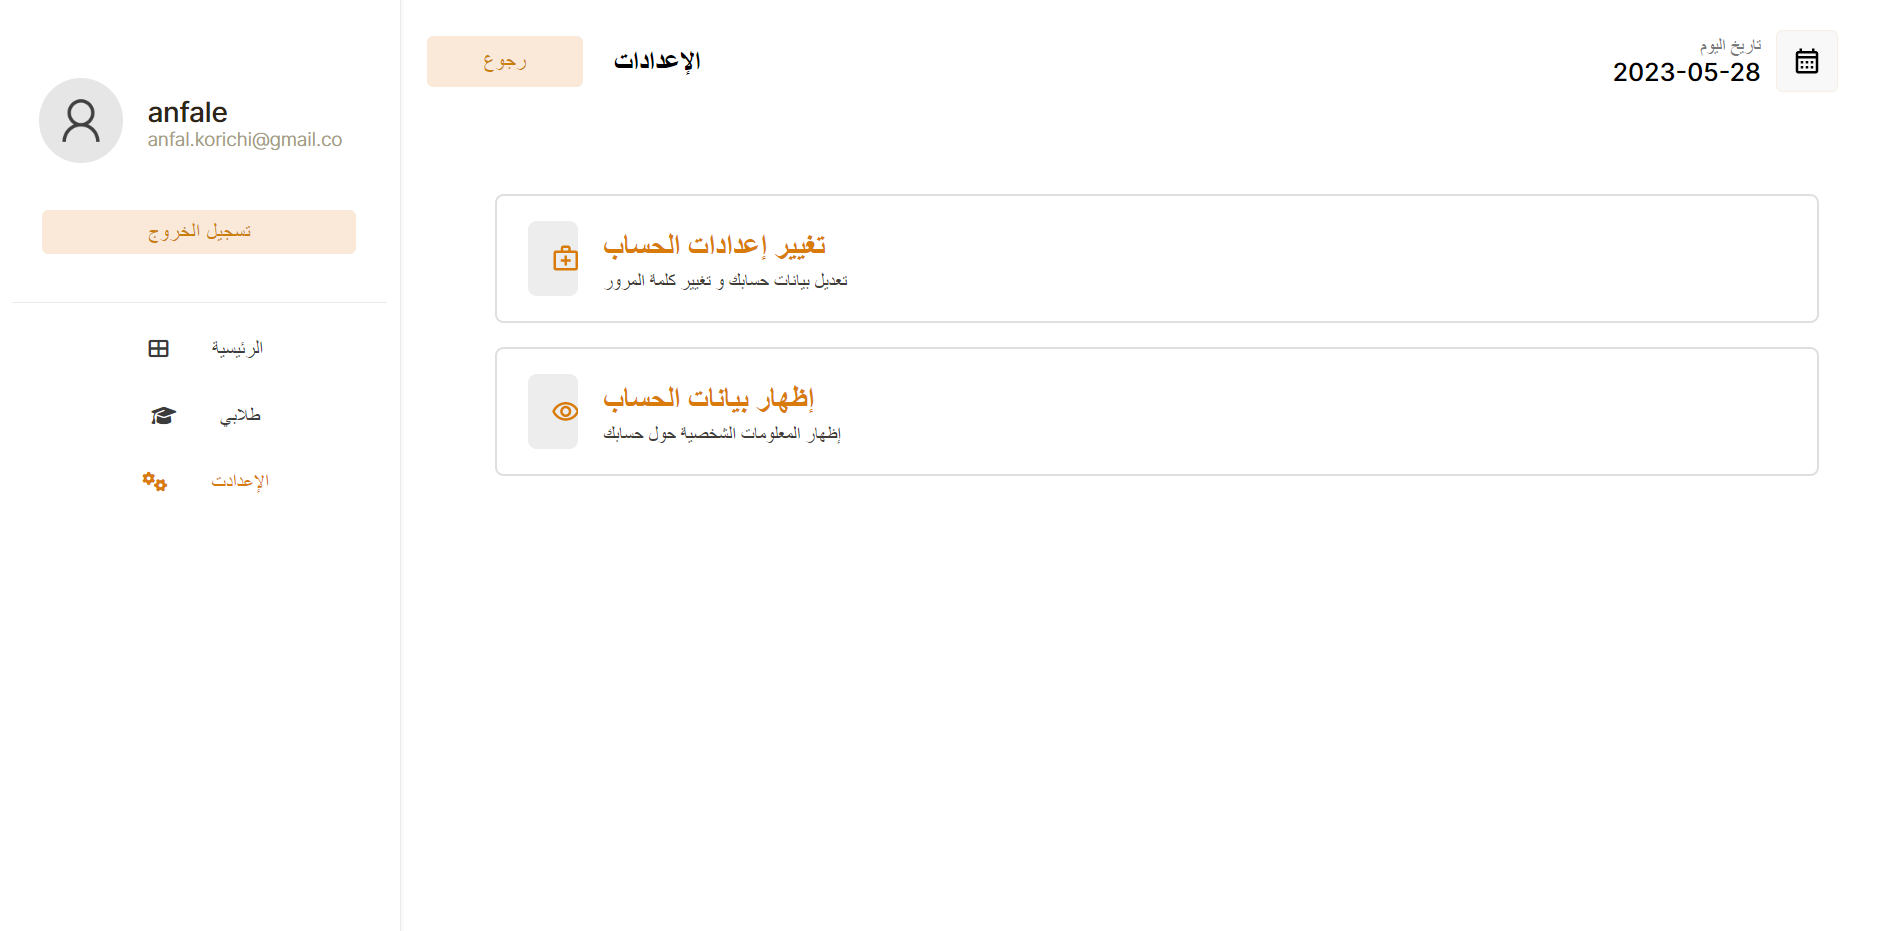 anfale
anfal.korichi@gmail.co
تسجيل الخروج
الرئيسية
طلابي
الإعدادت
رجوع
الإعدادات
تاريخ اليوم
2023-05-28
تغيير إعدادات الحساب
تعديل بيانات حسابك و تغيير كلمة المرور
إظهار بيانات الحساب
إظهار المعلومات الشخصية حول حسابك